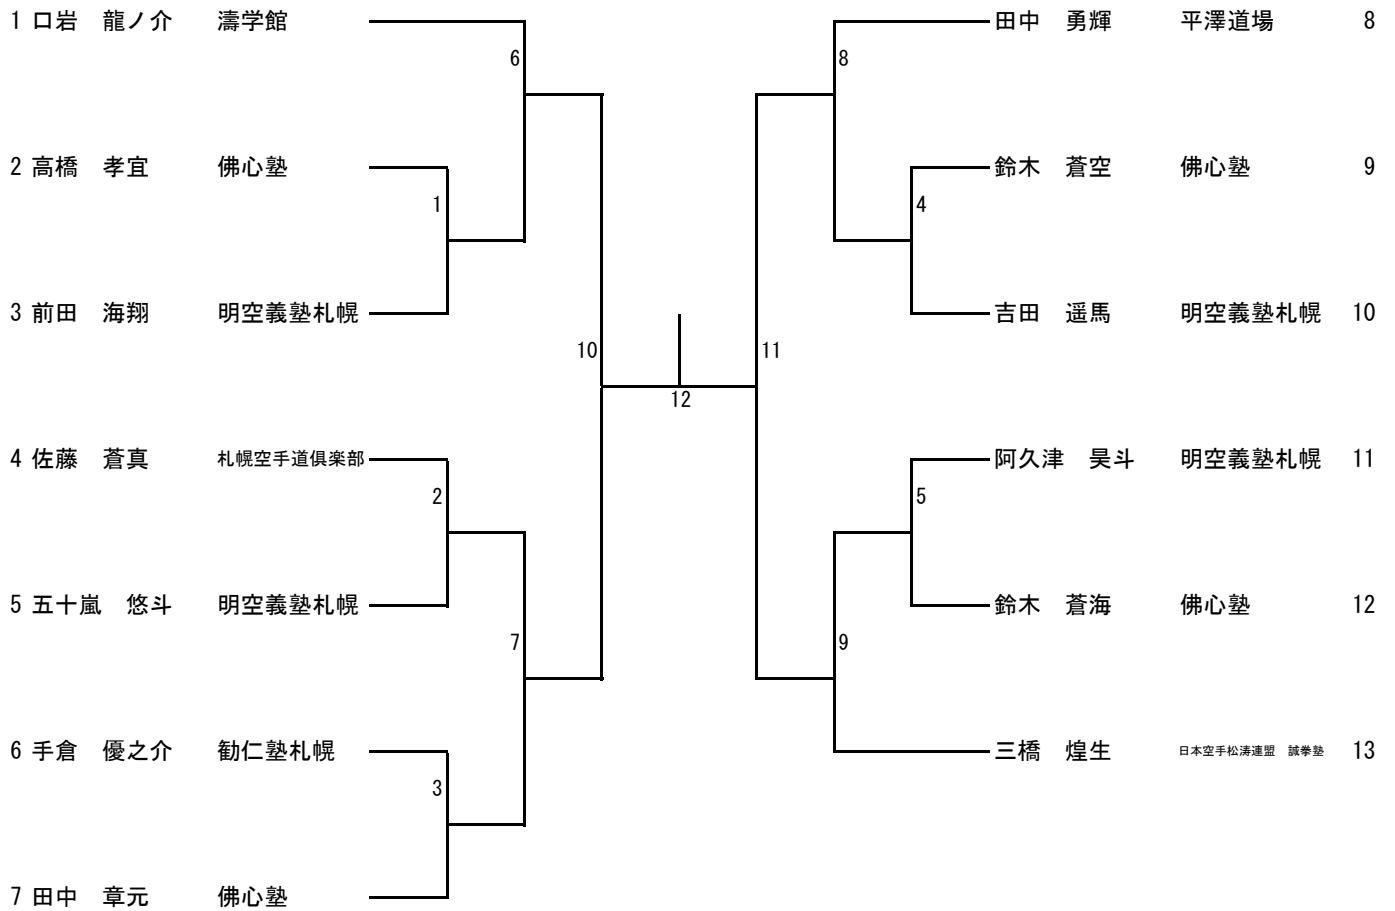 1 口岩 龍ノ介 濤学館
6
2 高橋 孝宜 佛心塾
1
3 前田 海翔 明空義塾札幌
10
4 佐藤 蒼真 札幌空手道倶楽部
2
5 五十嵐 悠斗 明空義塾札幌
7
6 手倉 優之介 勧仁塾札幌
3
7 田中 章元 佛心塾
12
田中 勇輝 平澤道場 8
8
鈴木 蒼空 佛心塾 9
4
吉田 遥馬 明空義塾札幌 10
11
阿久津 昊斗 明空義塾札幌 11
5
鈴木 蒼海 佛心塾 12
9
三橋 煌生 日本空手松涛連盟 誠拳塾 13